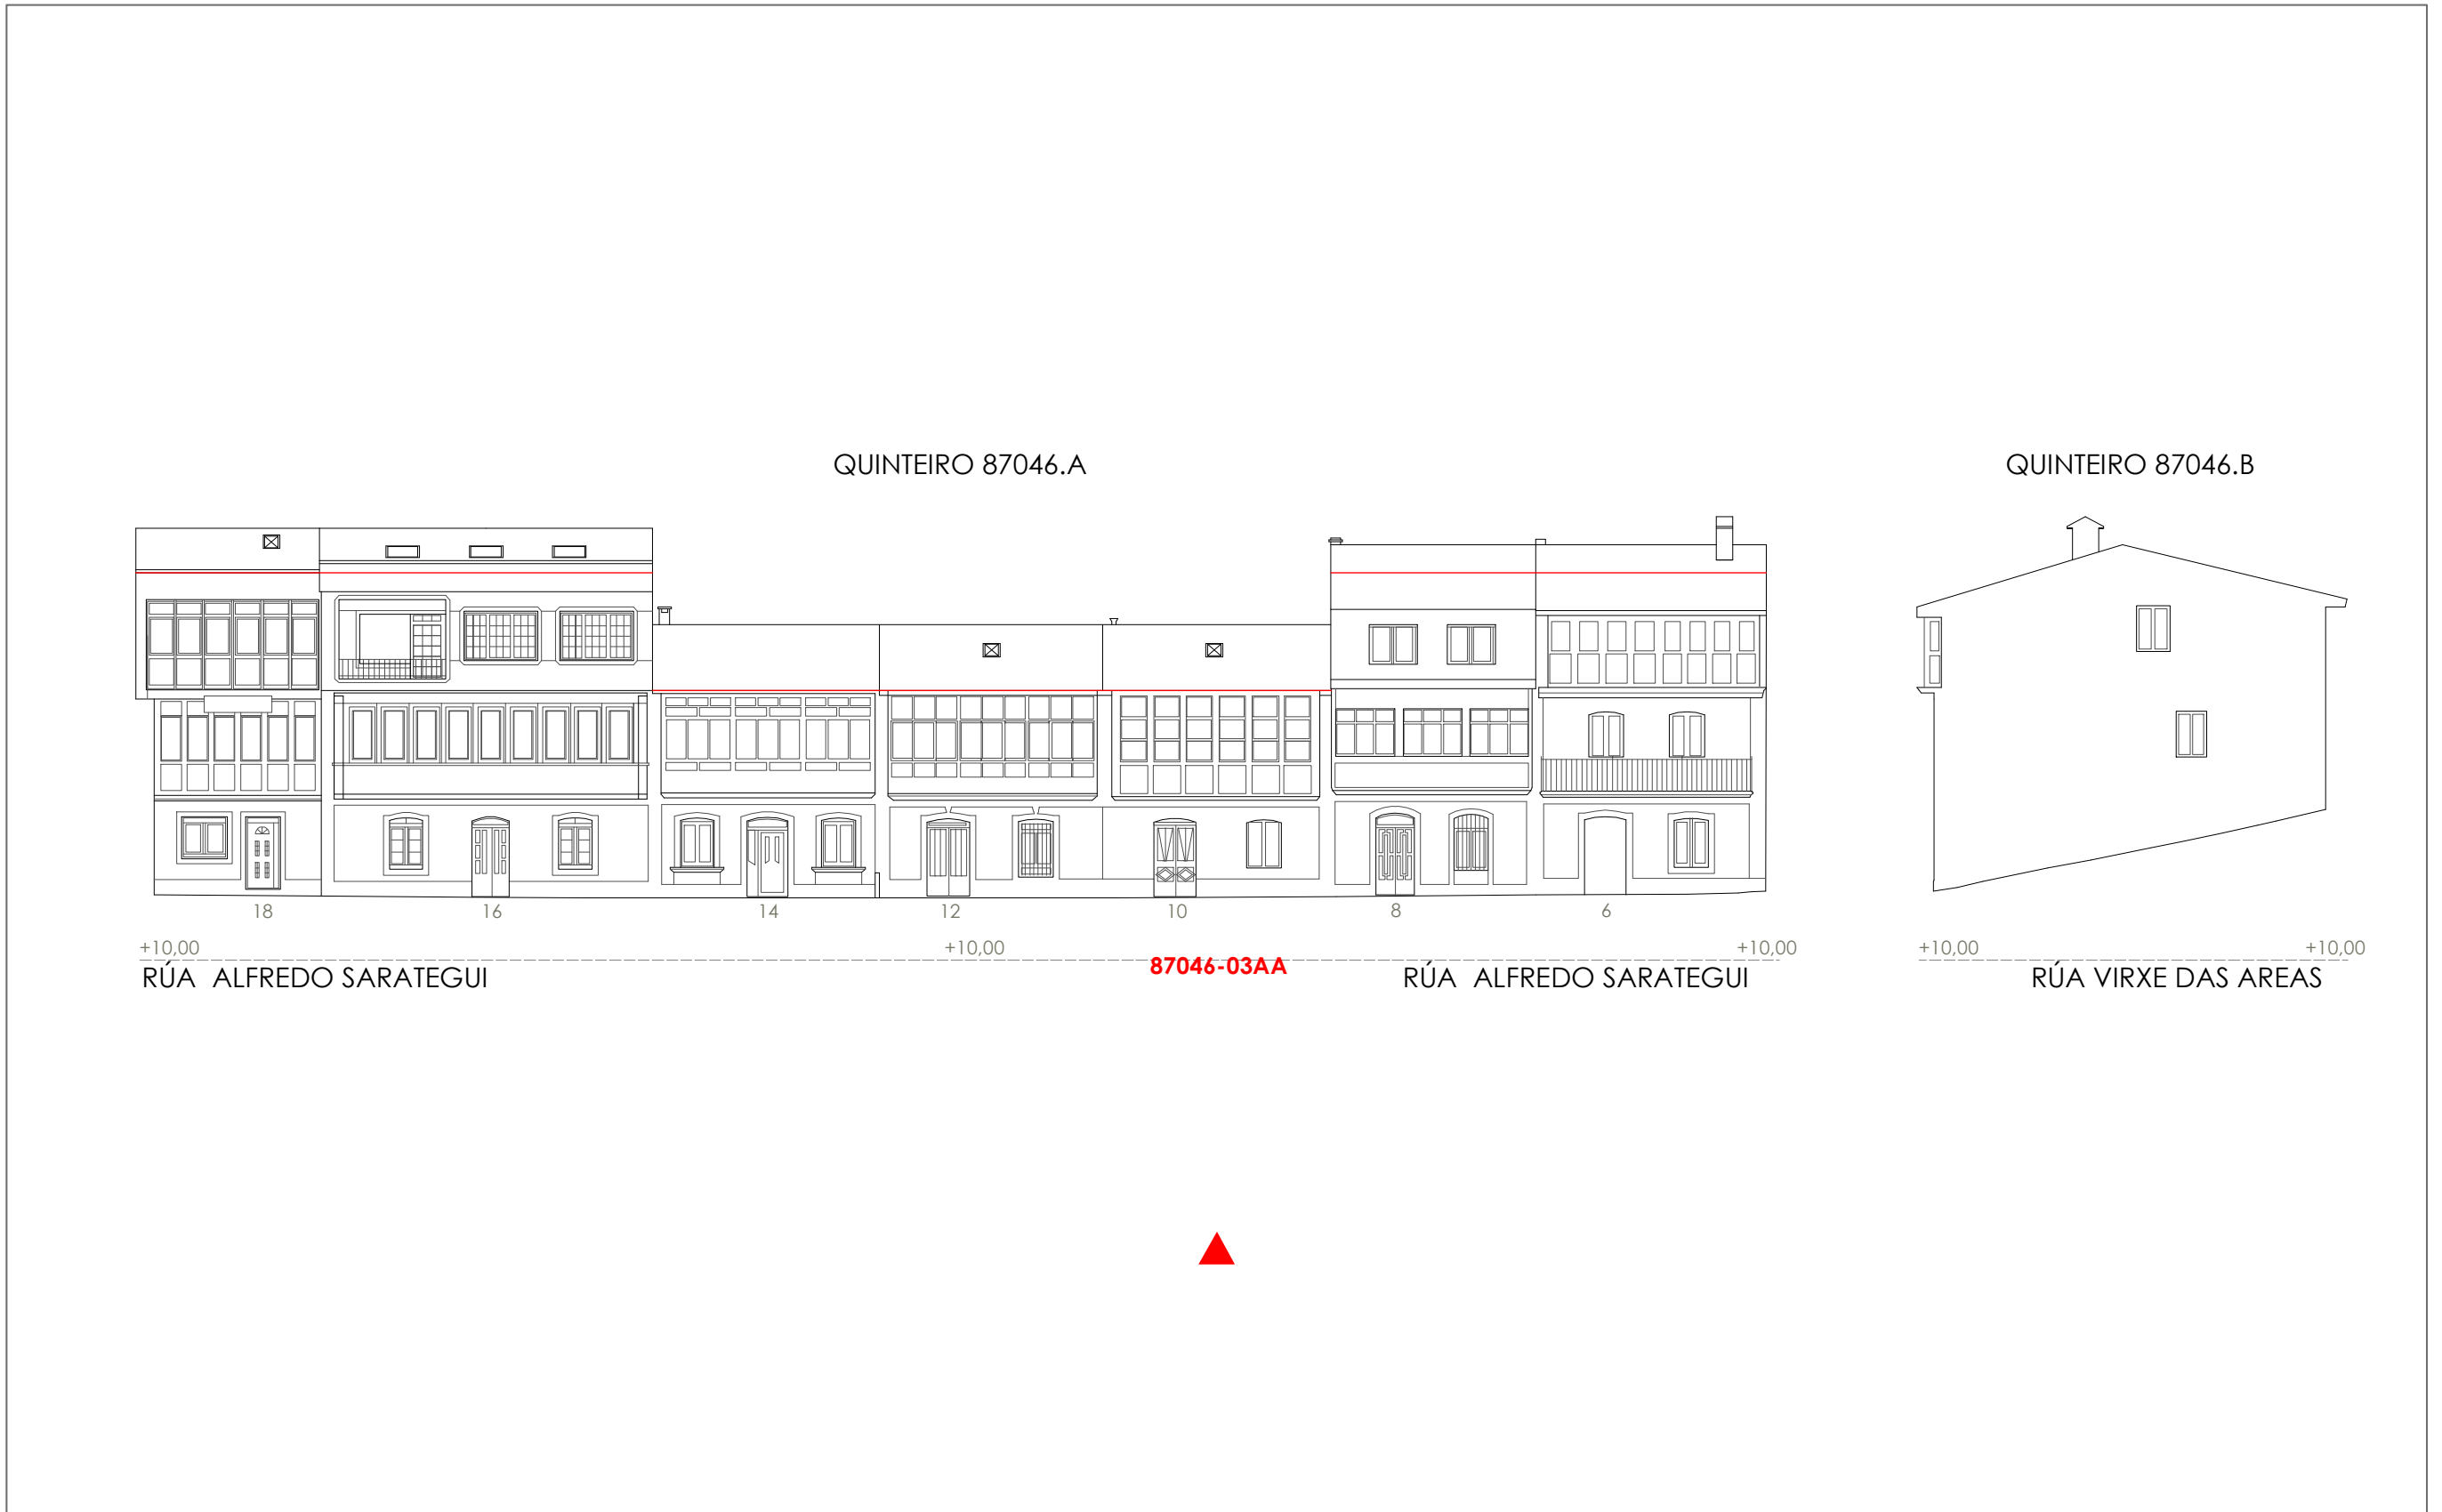 QUINTEIRO 87046.A
QUINTEIRO 87046.B
18
16
14
12
10
8
6
+10,00
+10,00
+10,00
+10,00
+10,00
87046-03AA
RÚA ALFREDO SARATEGUI
RÚA ALFREDO SARATEGUI
RÚA VIRXE DAS AREAS